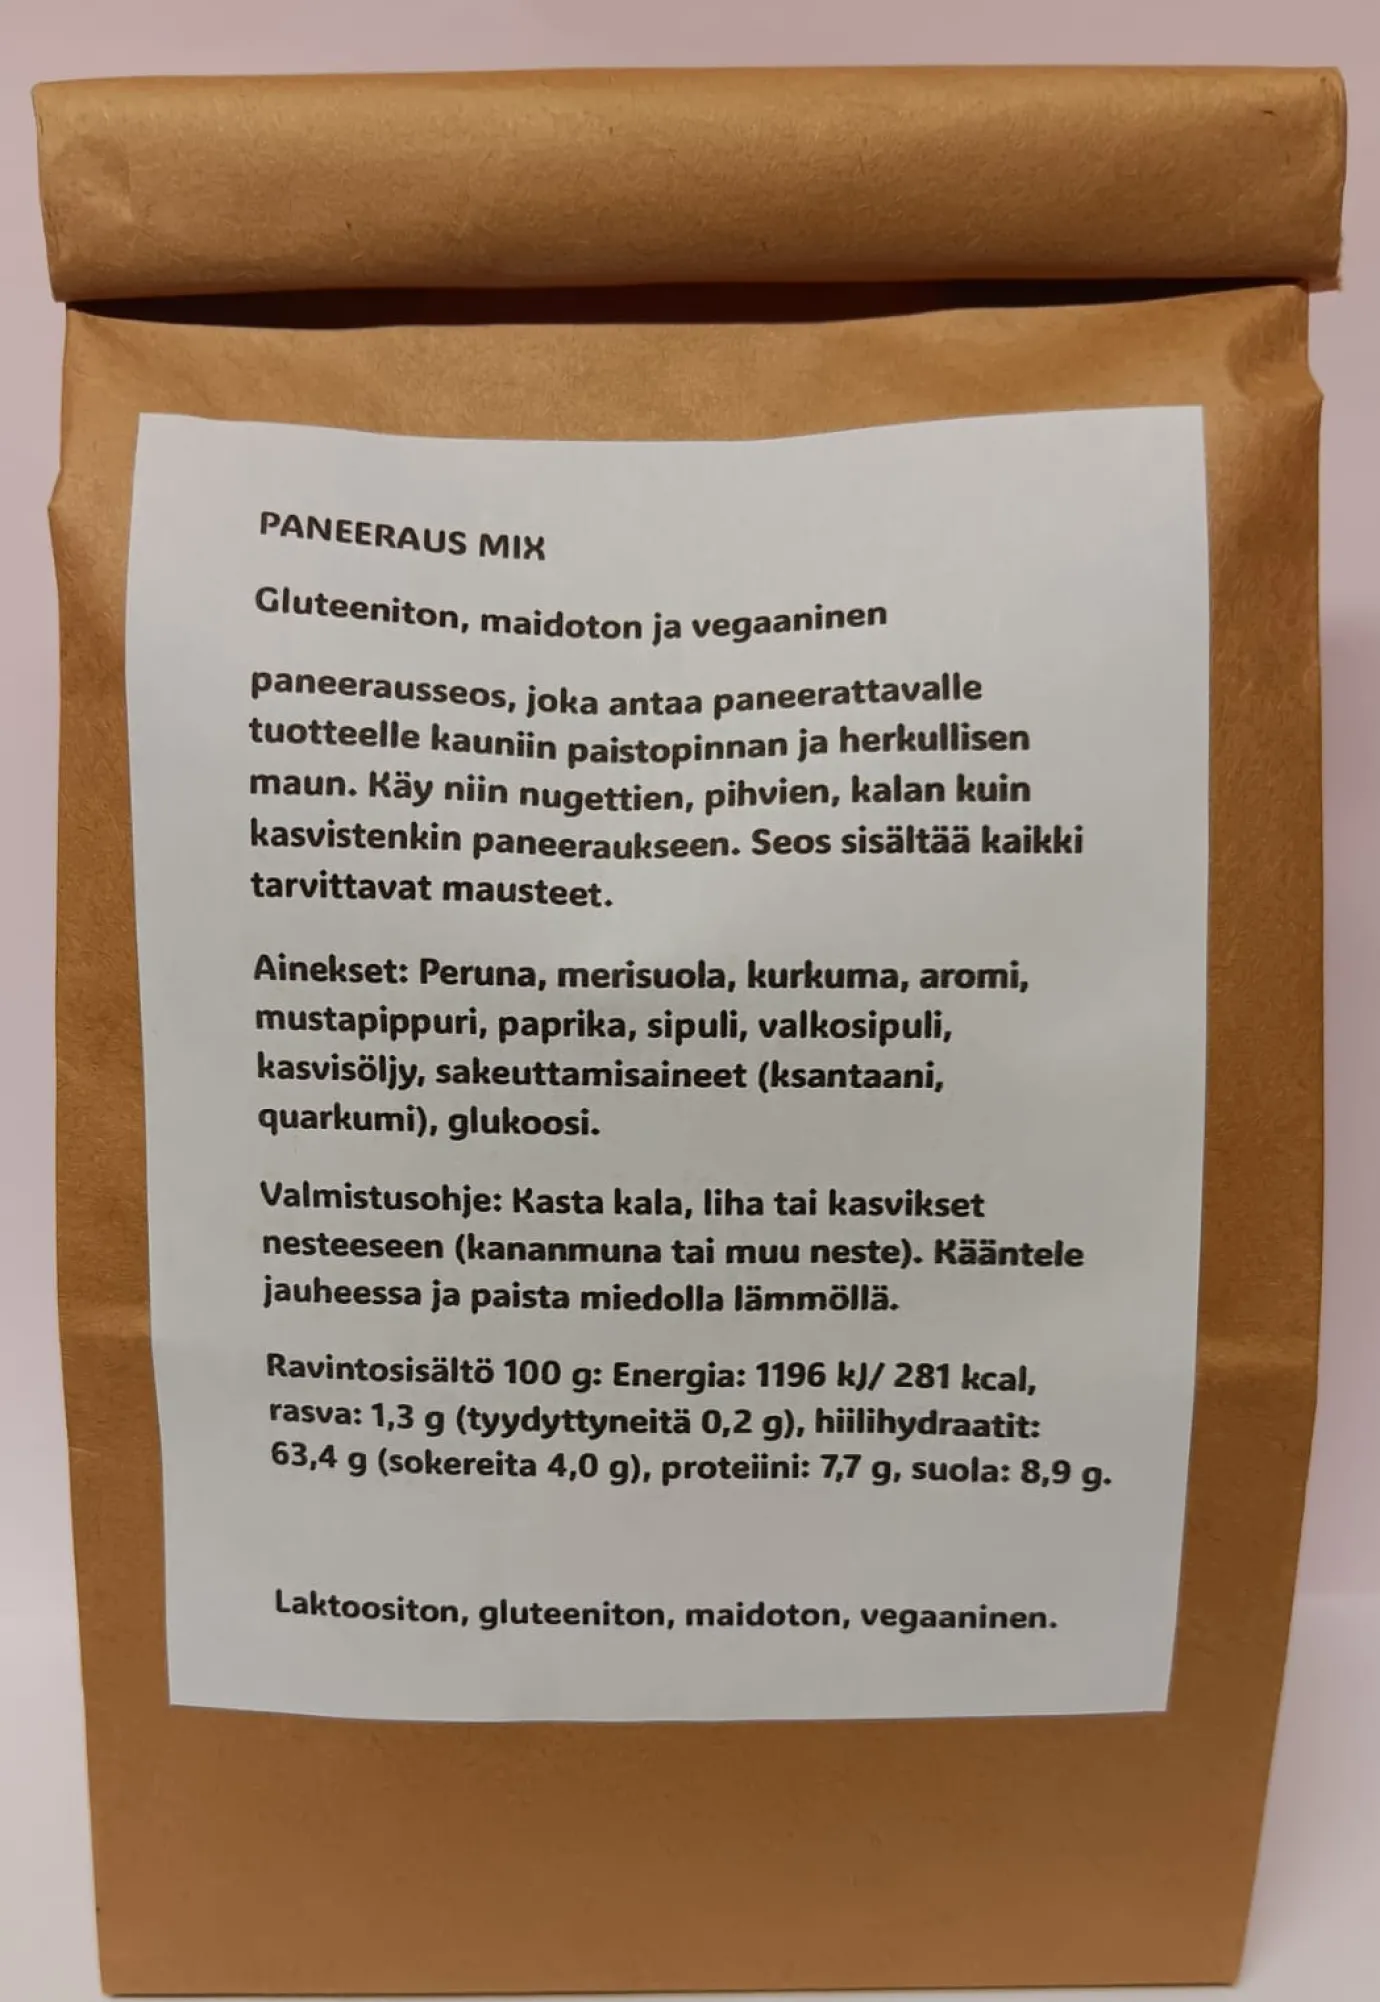 PANEERAUS MIX
Gluteeniton, maidoton ja vegaaninen
paneerausseos, joka antaa paneerattavalle
tuotteelle kauniin paistopinnan ja herkullisen
maun. Käy niin nugettien, pihvien, kalan kuin
kasvistenkin paneeraukseen. Seos sisältää kaikki
tarvittavat mausteet.
Ainekset: Peruna, merisuola, kurkuma, aromi,
mustapippuri, paprika, sipuli, valkosipuli,
kasvisöljy, sakeuttamisaineet (ksantaani,
quarkumi), glukoosi.
Valmistusohje: Kasta kala, liha tai kasvikset
nesteeseen (kananmuna tai muu neste). Kääntele
jauheessa ja paista miedolla lämmöllä.
Ravintosisältö 100 g: Energia: 1196 kJ/ 281 kcal,
rasva: 1,3 g (tyydyttyneitä 0,2 g), hiilihydraatit:
63,4 g (sokereita 4,0 g), proteiini: 7,7 g, suola: 8,9 g.
Laktoositon, gluteeniton, maidoton, vegaaninen.